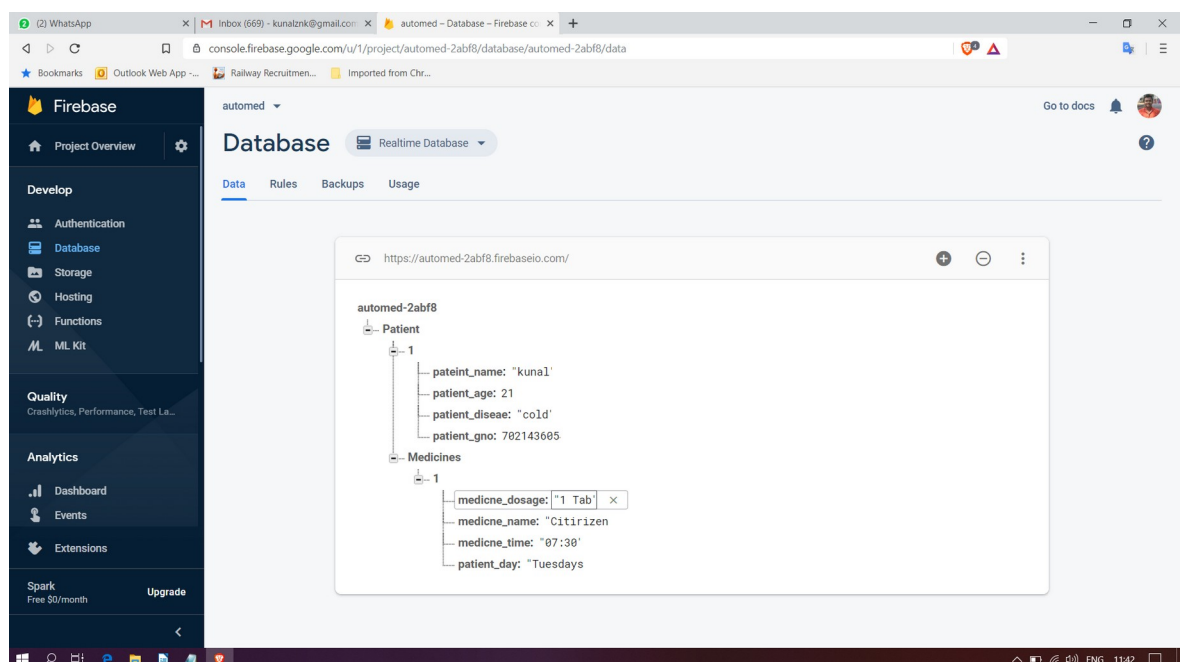 (2) WhatsApp
Inbox (669) - kunalznk@gmail.com
automed – Database – Firebase co
console.firebase.google.com/u/1/project/automed-2abf8/database/automed-2abf8/data
Bookmarks Outlook Web App -... Railway Recruitmen... Imported from Chr...
Firebase
automed
Go to docs
Project Overview
Database
Realtime Database
Data Rules Backups Usage
Develop
Authentication
Database
Storage
Hosting
Functions
ML Kit
Quality
Crashlytics, Performance, Test La...
Analytics
Dashboard
Events
Extensions
Spark
Free $0/month
Upgrade
https://automed-2abf8.firebaseio.com/
automed-2abf8
Patient
1
pateint_name: "kunal"
patient_age: 21
patient_diseae: "cold"
patient_gno: 702143605
Medicines
1
medicne_dosage: "1 Tab"
medicne_name: "Citirizen
medicne_time: "07:30"
patient_day: "Tuesdays
ENG 11:42